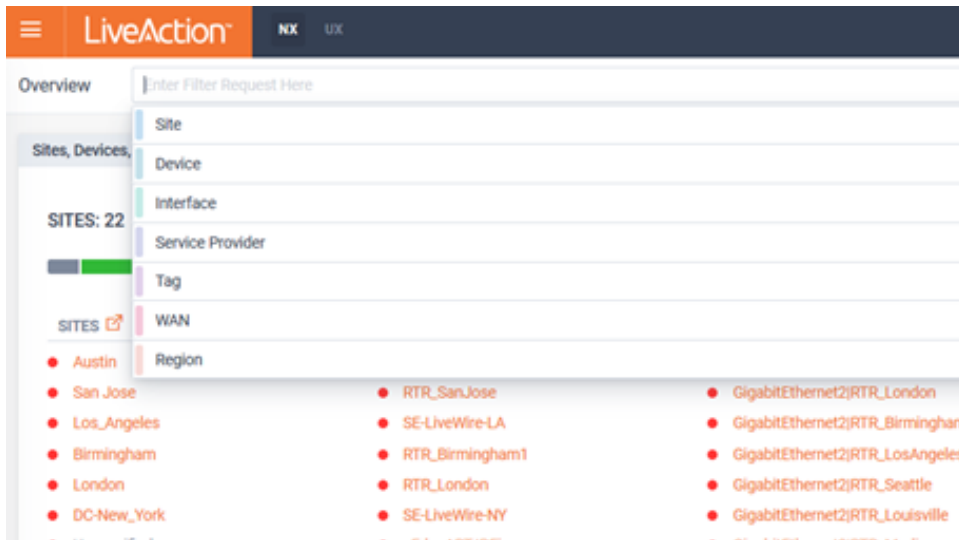 LiveAction NX UX
Overview Enter Filter Request Here
Site
Sites, Devices,
Device
Interface
SITES: 22
Service Provider
Tag
WAN
SITES
Region
Austin
San Jose RTR_SanJose GigabitEthernet2|RTR_London
Los_Angeles SE-LiveWire-LA GigabitEthernet2|RTR_Birmingham
Birmingham RTR_Birmingham1 GigabitEthernet2|RTR_LosAngeles
London RTR_London GigabitEthernet2|RTR_Seattle
DC-New_York SE-LiveWire-NY GigabitEthernet2|RTR_Louisville